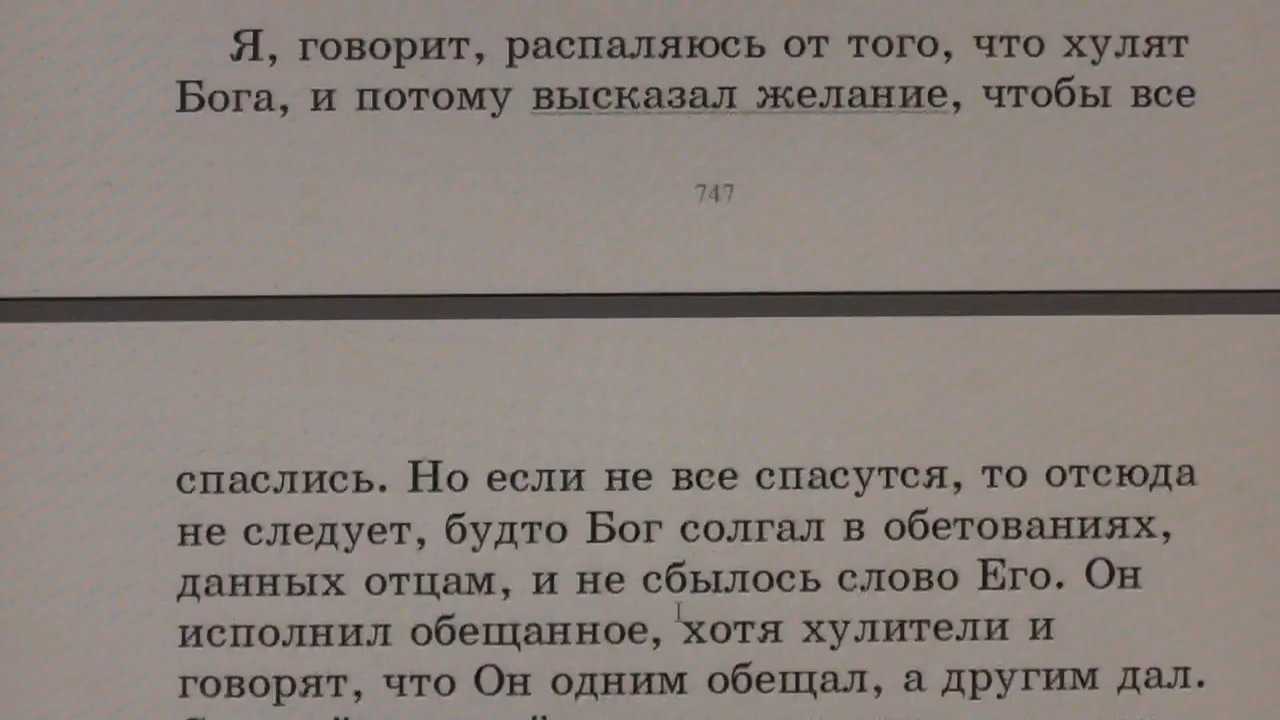 Я, говорит, распаляюсь от того, что хулят
Бога, и потому высказал желание, чтобы все
747
спаслись. Но если не все спасутся, то отсюда
не следует, будто Бог солгал в обетованиях,
данных отцам, и не сбылось слово Его. Он
исполнил обещанное, хотя хулители и
говорят, что Он одним обещал, а другим дал.